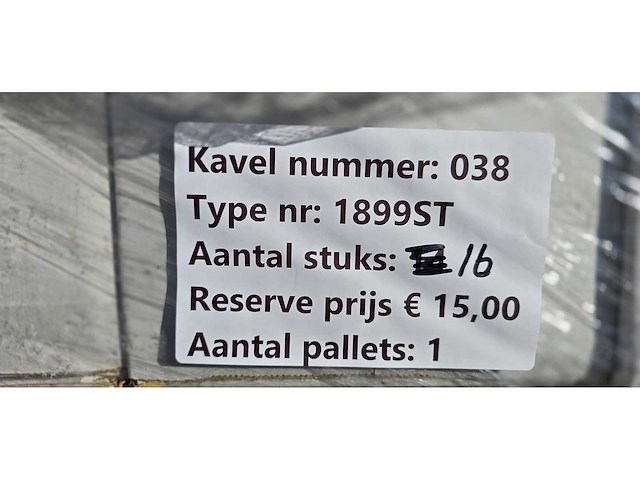 Kavel nummer: 038
Type nr: 1899ST
Aantal stuks: 16
Reserve prijs € 15,00
Aantal pallets: 1